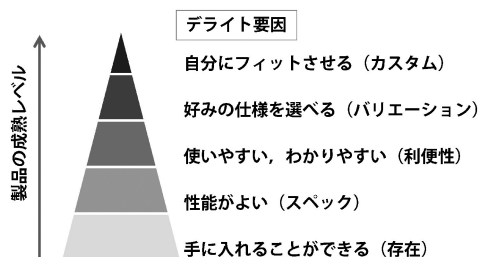 デライト要因
自分にフィットさせる（カスタム）
好みの仕様を選べる（バリエーション）
使いやすい，わかりやすい（利便性）
性能がよい（スペック）
手に入れることができる（存在）
製品の成熟レベル